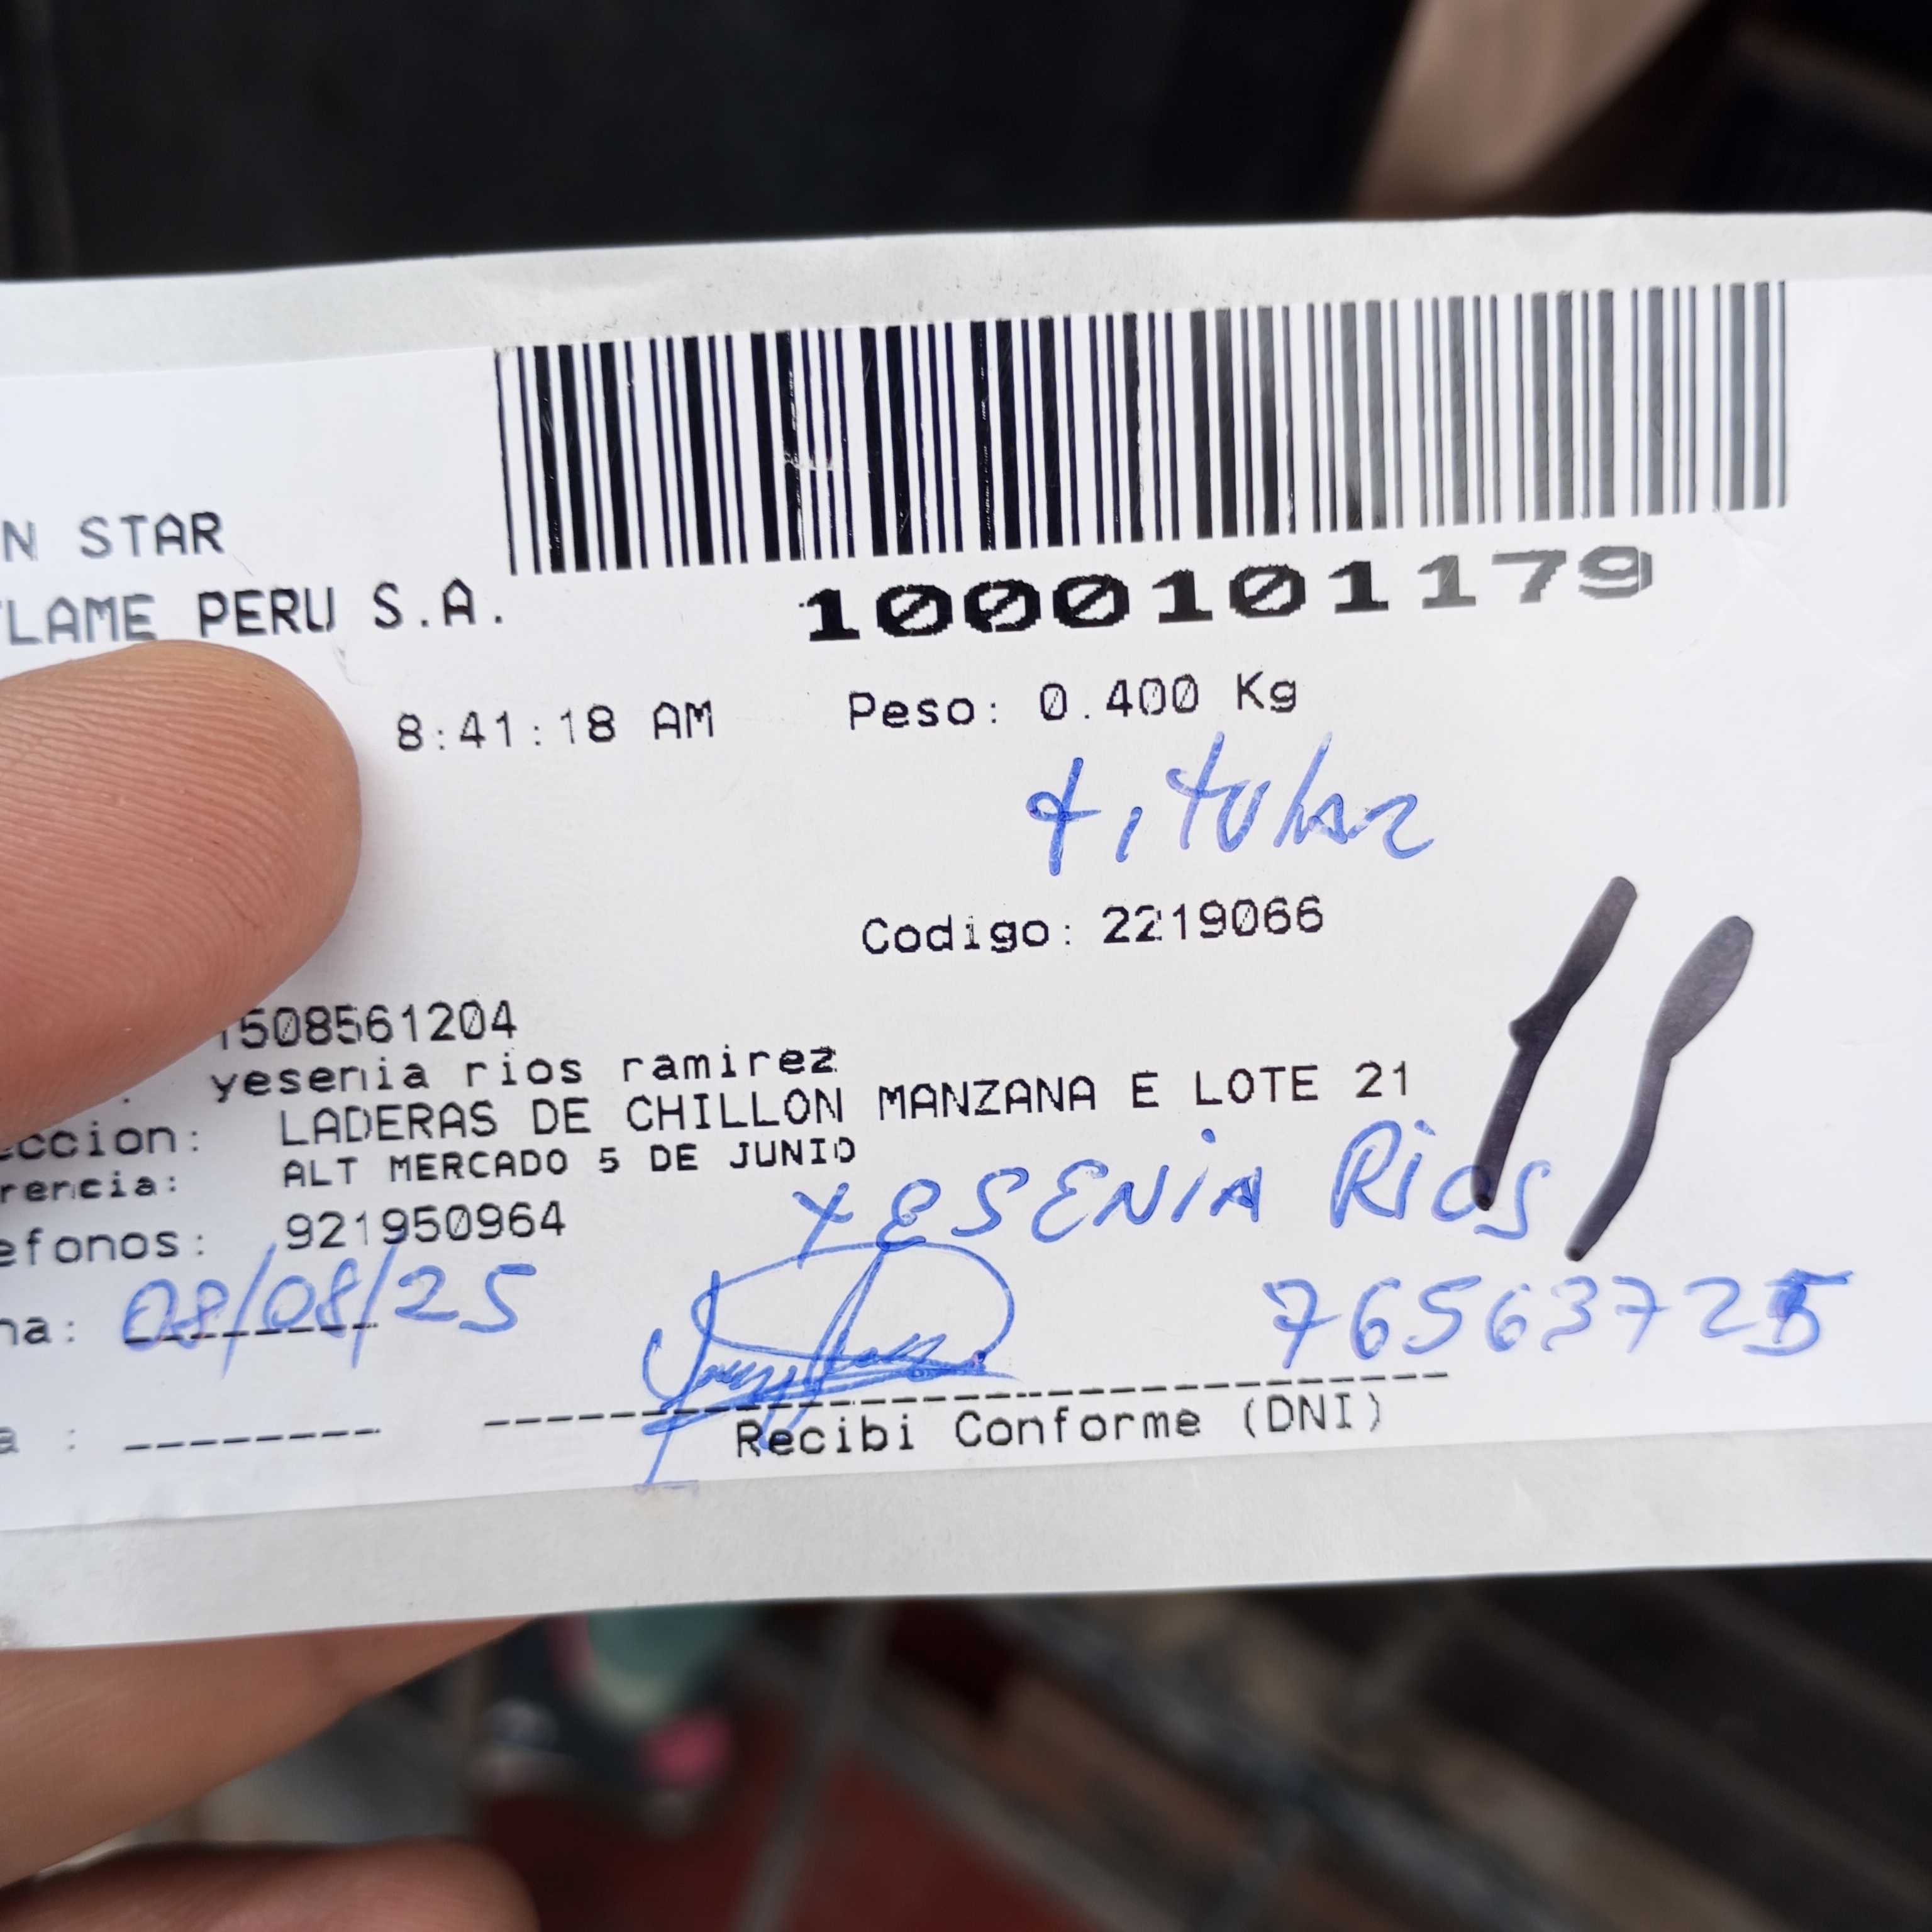 N STAR
LAME PERU S.A.
1000101179
8:41:18 AM Peso: 0.400 Kg
titular
Codigo: 2219066
1508561204
yesenia rios ramirez
ccion: LADERAS DE CHILLON MANZANA E LOTE 21
rencia: ALT MERCADO 5 DE JUNIO
efonos: 921950964
YESENIA Rios
na: 08/08/25
76563725
a :
Recibi Conforme (DNI)